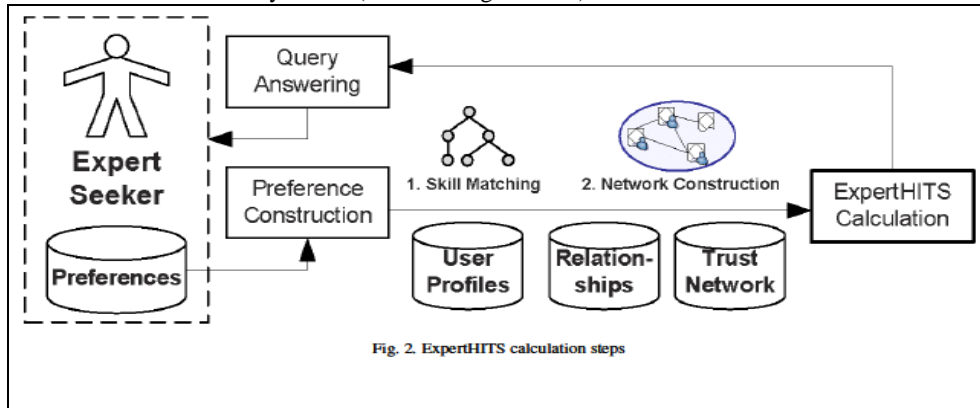 Query
Answering
Expert
Seeker
Preferences
Preference
Construction
1. Skill Matching
2. Network Construction
User
Profiles
Relation-
ships
Trust
Network
ExpertHITS
Calculation
Fig. 2. ExpertHITS calculation steps